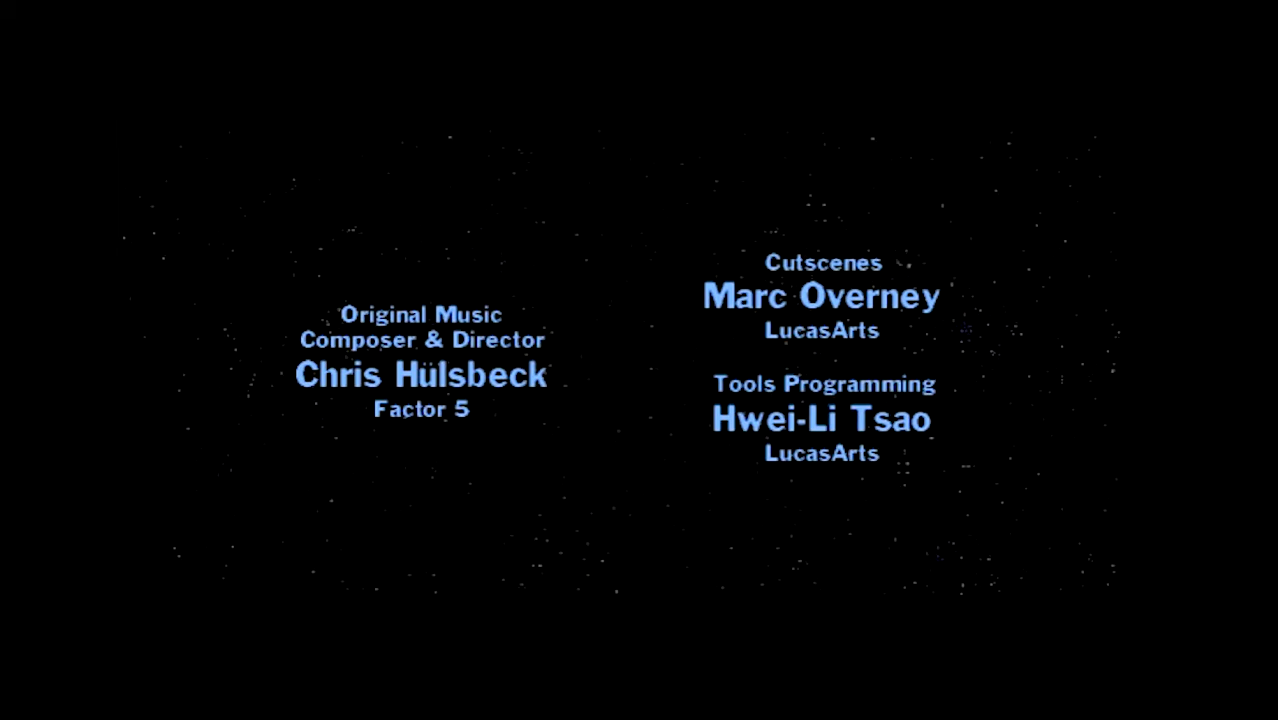 Original Music
Composer & Director
Chris Hülsbeck
Factor 5
Cutscenes
Marc Overney
LucasArts
Tools Programming
Hwei-Li Tsao
LucasArts